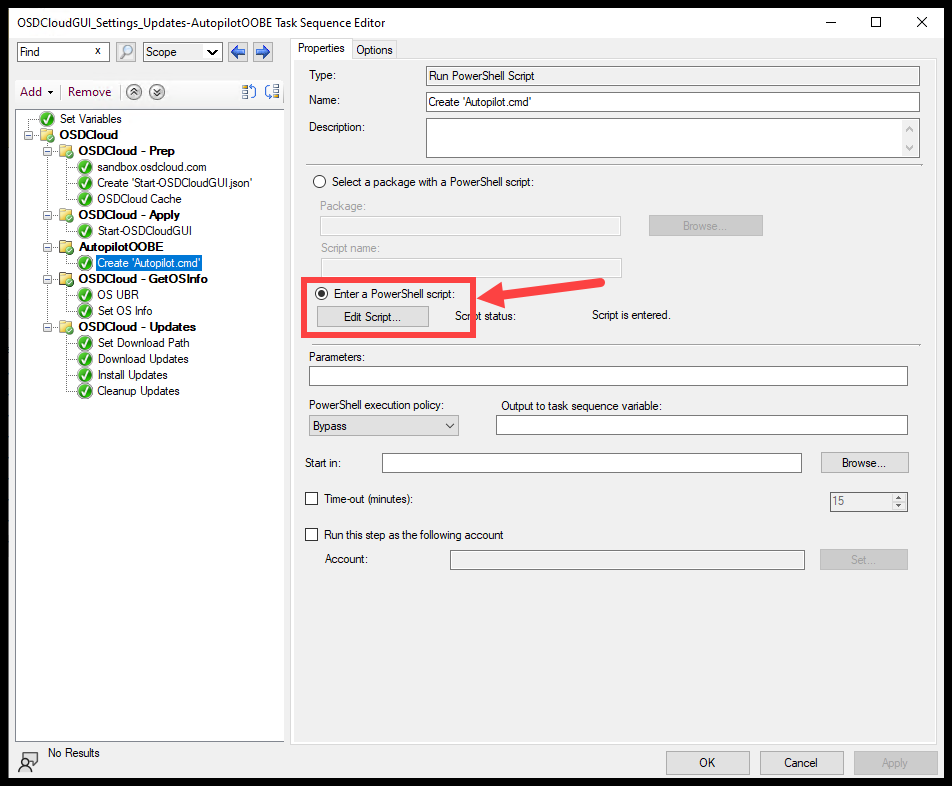 OSDCloudGUI_Settings_Updates-AutopilotOOBE Task Sequence Editor
Find x Scope
Add Remove
Set Variables
OSDCloud
OSDCloud - Prep
sandbox.osdcloud.com
Create 'Start-OSDCloudGUI.json'
OSDCloud Cache
OSDCloud - Apply
Start-OSDCloudGUI
AutopilotOOBE
Create 'Autopilot.cmd'
OSDCloud - GetOSInfo
OS UBR
Set OS Info
OSDCloud - Updates
Set Download Path
Download Updates
Install Updates
Cleanup Updates
No Results
Properties Options
Type: Run PowerShell Script
Name: Create 'Autopilot.cmd'
Description:
Select a package with a PowerShell script:
Package:
Browse...
Script name:
Enter a PowerShell script:
Edit Script... Script status: Script is entered.
Parameters:
PowerShell execution policy: Output to task sequence variable:
Bypass
Start in: Browse...
Time-out (minutes): 15
Run this step as the following account
Account: Set...
OK Cancel Apply